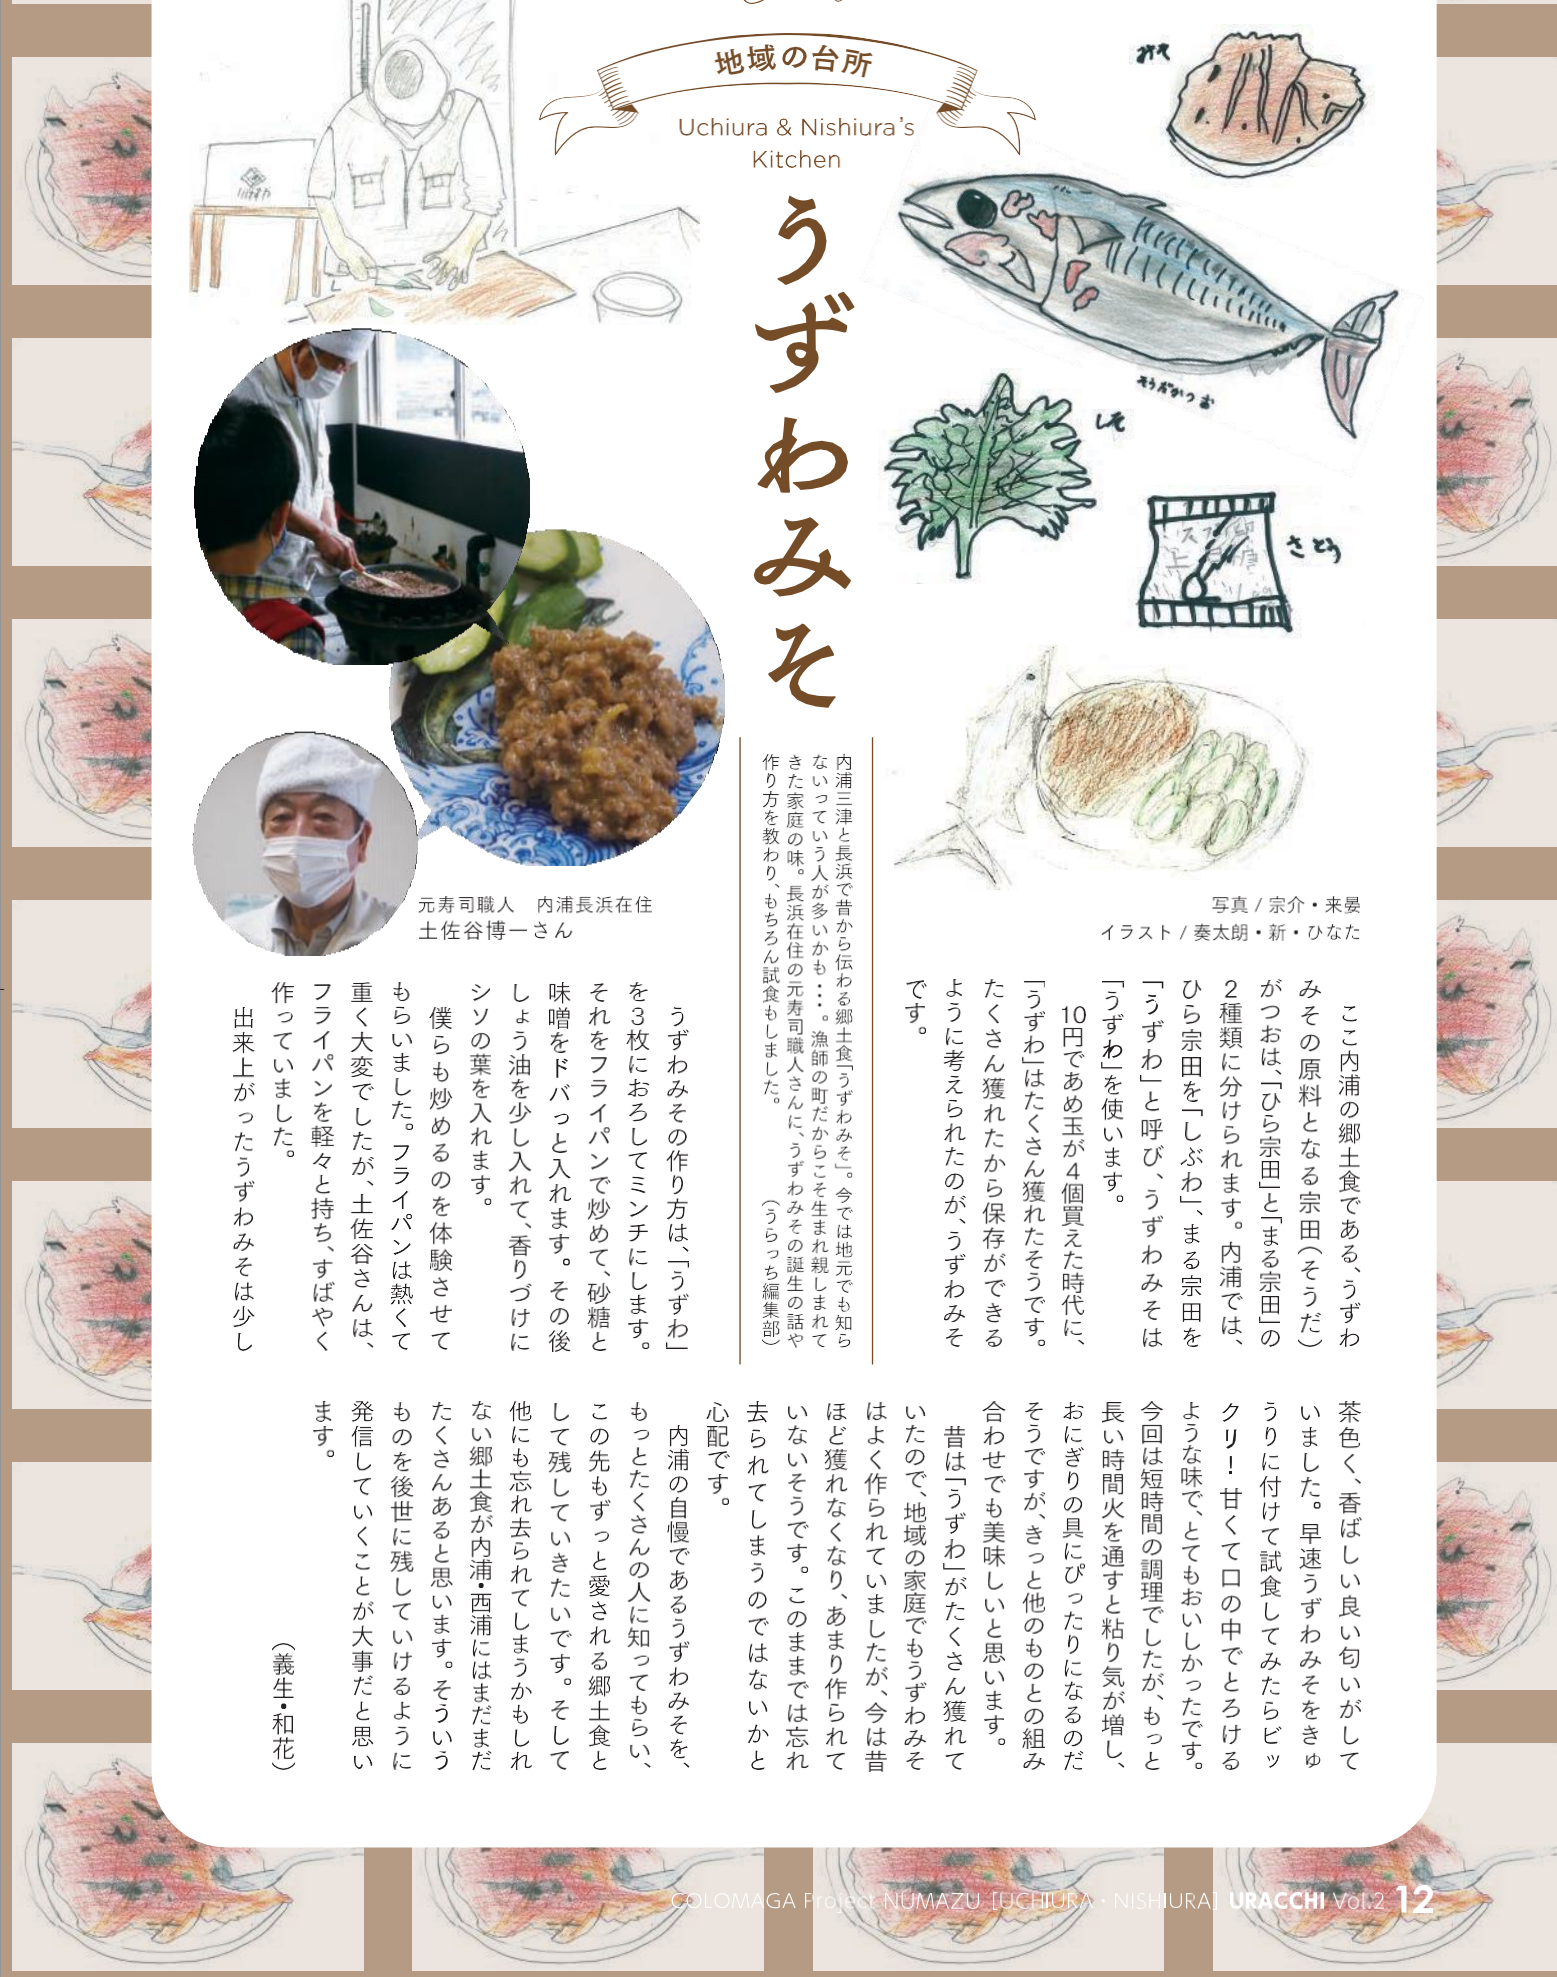 地域の台所
Uchiura & Nishiura's
Kitchen
うずわみそ
みそ
そうだかつお
しそ
さとう
内浦三津と長浜で昔から伝わる郷土食「うずわみそ」。今では地元でも知ら
ないっていう人が多いかも・・・。漁師の町だからこそ生まれ親しまれて
きた家庭の味。長浜在住の元寿司職人さんに、うずわみその誕生の話や
作り方を教わり、もちろん試食もしました。
（うらっち編集部）
元寿司職人　内浦長浜在住
土佐谷博一さん
写真 / 宗介・来晏
イラスト / 奏太朗・新・ひなた
ここ内浦の郷土食である、うずわ
みその原料となる宗田（そうだ）
がつおは、「ひら宗田」と「まる宗田」の
２種類に分けられます。内浦では、
ひら宗田を「しぶわ」、まる宗田を
「うずわ」と呼び、うずわみそは
「うずわ」を使います。
10円であめ玉が４個買えた時代に、
「うずわ」はたくさん獲れたそうです。
たくさん獲れたから保存ができる
ように考えられたのが、うずわみそ
です。
うずわみその作り方は、「うずわ」
を３枚におろしてミンチにします。
それをフライパンで炒めて、砂糖と
味噌をドバっと入れます。その後
しょう油を少し入れて、香りづけに
シソの葉を入れます。
僕らも炒めるのを体験させて
もらいました。フライパンは熱くて
重く大変でしたが、土佐谷さんは、
フライパンを軽々と持ち、すばやく
作っていました。
出来上がったうずわみそは少し
茶色く、香ばしい良い匂いがして
いました。早速うずわみそをきゅ
うりに付けて試食してみたらビッ
クリ！甘くて口の中でとろける
ような味で、とてもおいしかったです。
今回は短時間の調理でしたが、もっと
長い時間火を通すと粘り気が増し、
おにぎりの具にぴったりになるのだ
そうですが、きっと他のものとの組み
合わせでも美味しいと思います。
昔は「うずわ」がたくさん獲れて
いたので、地域の家庭でもうずわみそ
はよく作られていましたが、今は昔
ほど獲れなくなり、あまり作られて
いないそうです。このままでは忘れ
去られてしまうのではないかと
心配です。
内浦の自慢であるうずわみそを、
もっとたくさんの人に知ってもらい、
この先もずっと愛される郷土食と
して残していきたいです。そして
他にも忘れ去られてしまうかもしれ
ない郷土食が内浦・西浦にはまだまだ
たくさんあると思います。そういう
ものを後世に残していけるように
発信していくことが大事だと思い
ます。
（義生・和花）
COLOMAGA Project NUMAZU [UCHIURA・NISHIURA] URACCHI Vol.2 12